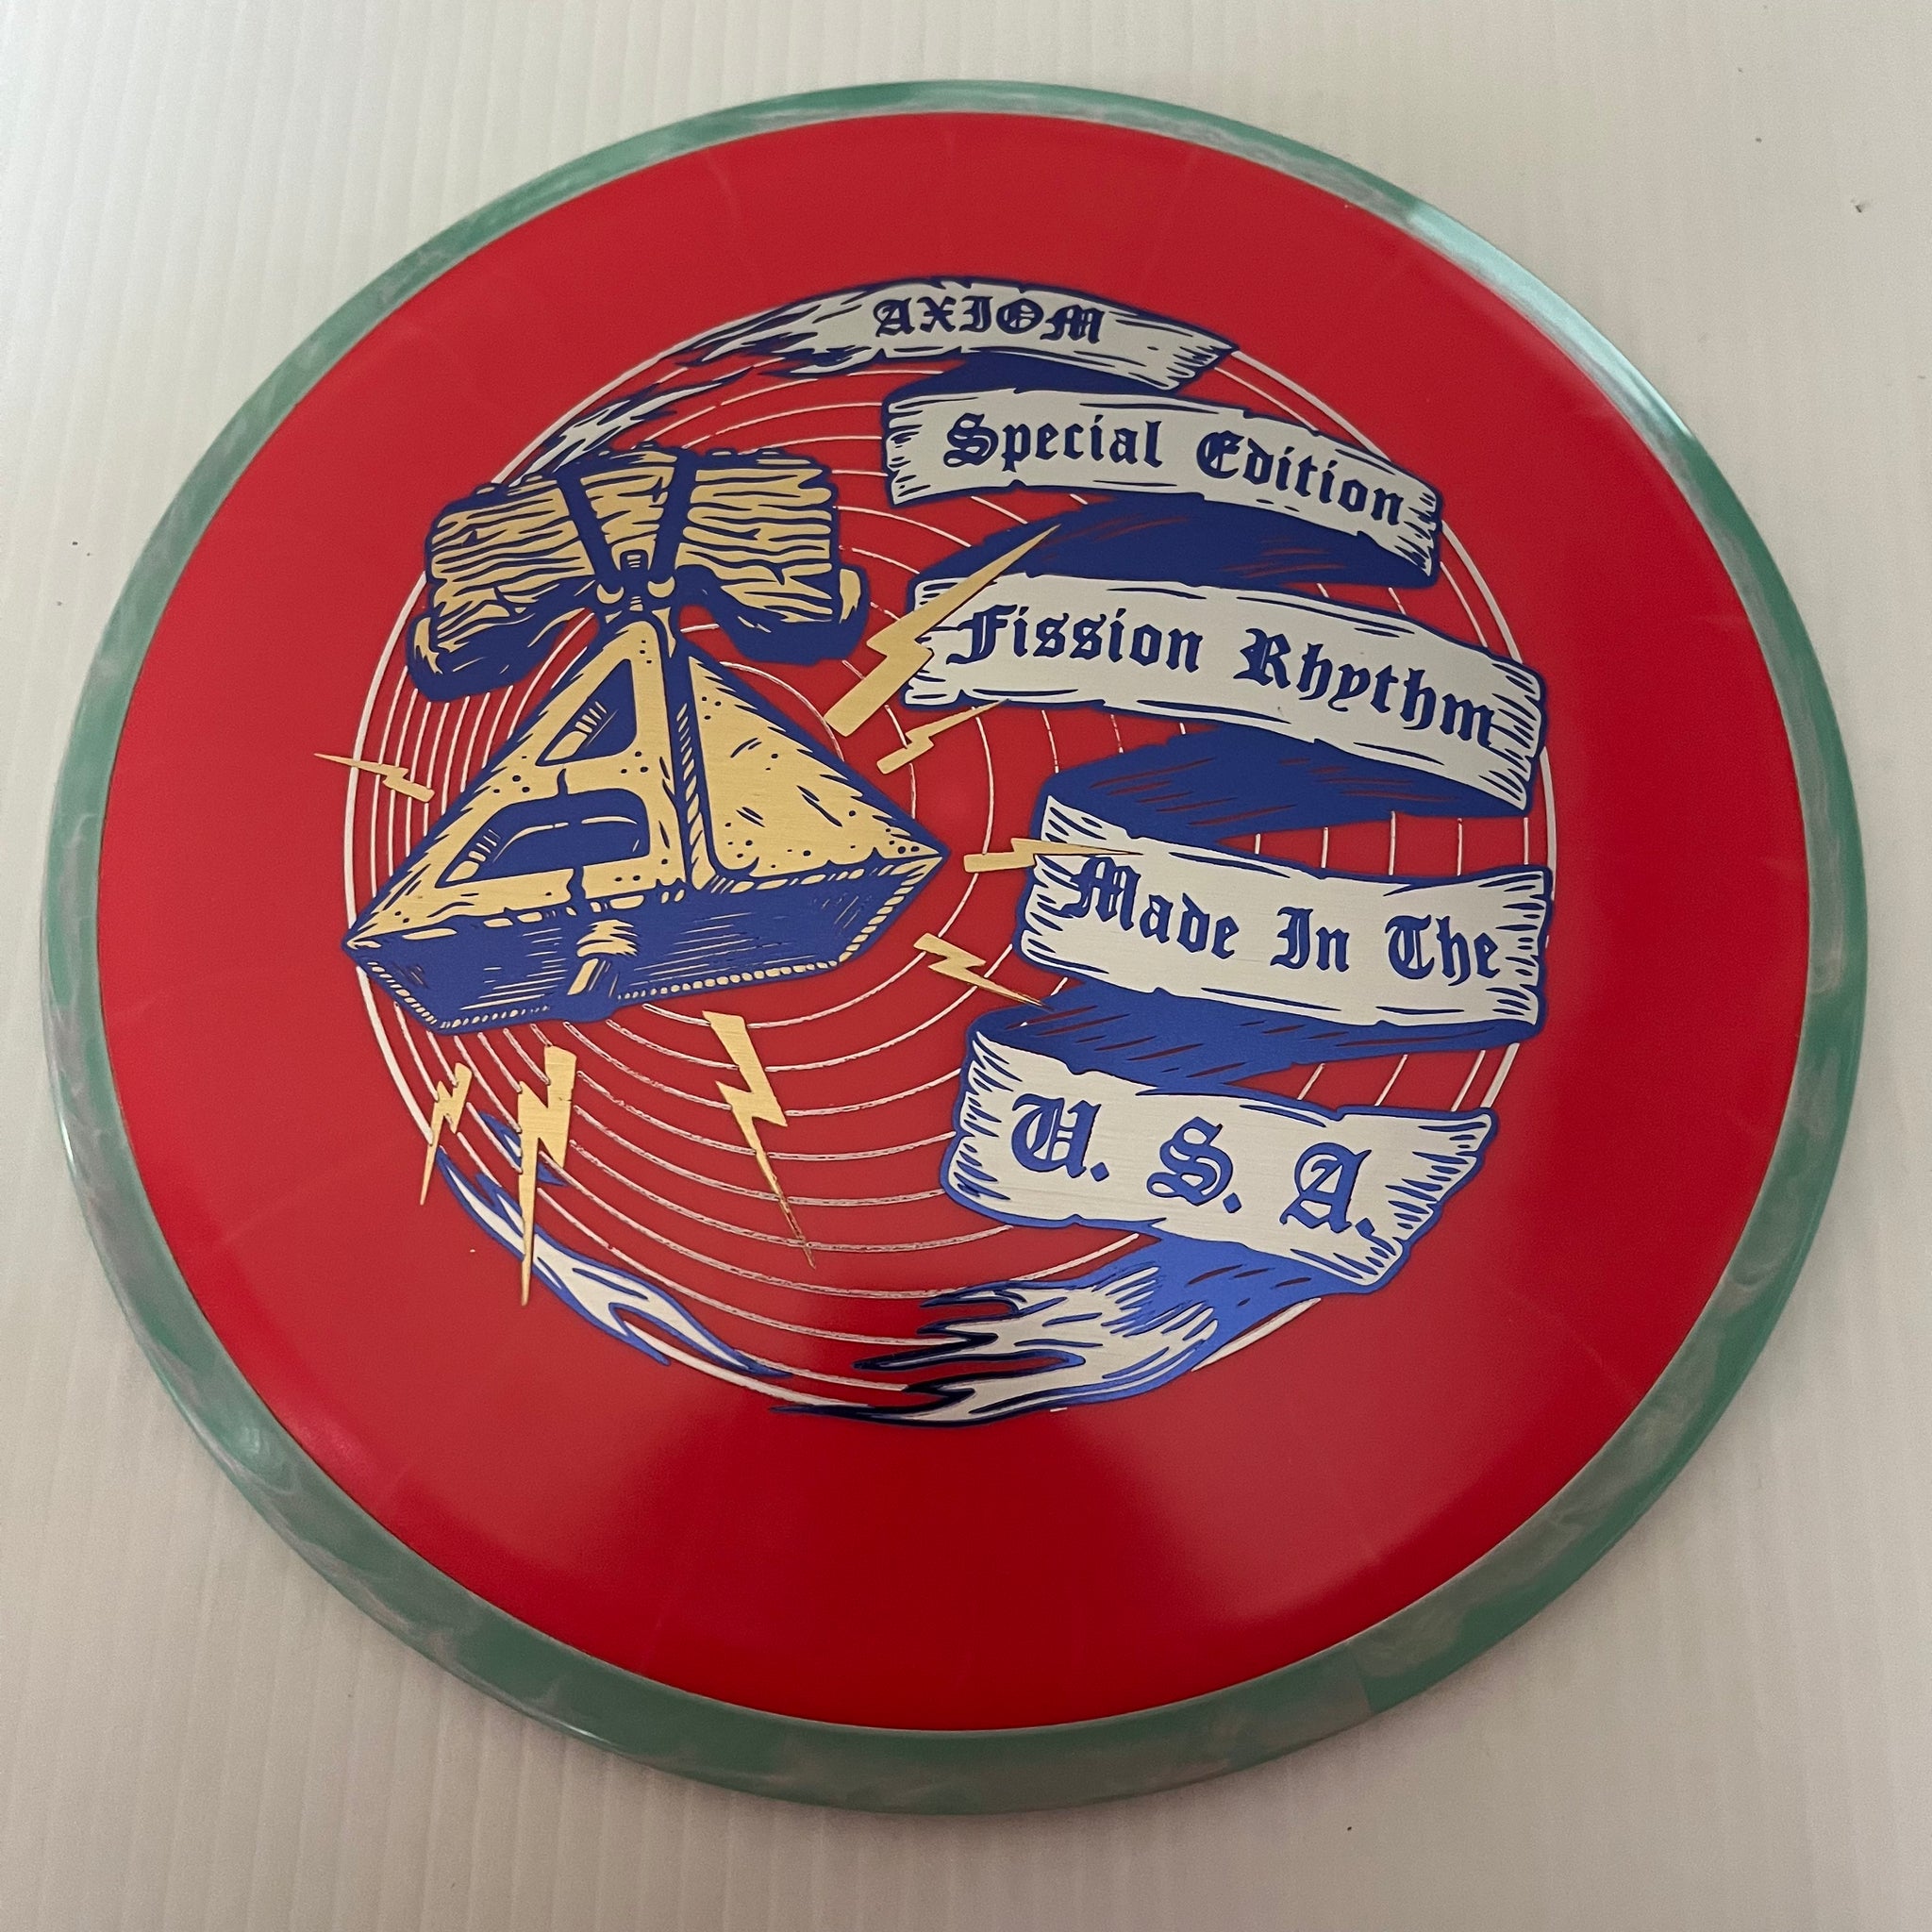 AXIOM
Special Edition
Fission Rhythm
Made In The
U. S. A.